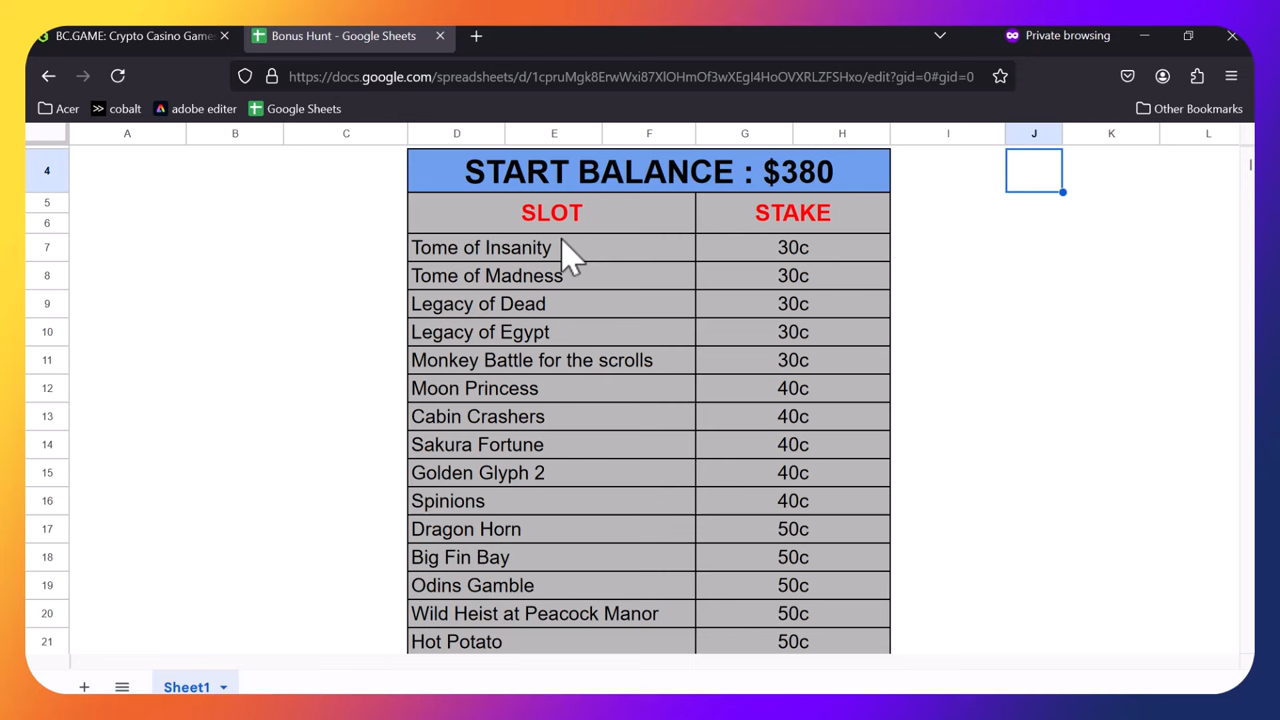 BC.GAME: Crypto Casino Games
Bonus Hunt - Google Sheets
Private browsing
https://docs.google.com/spreadsheets/d/1cpruMgk8ErwWxi87XlOHmOf3wXEgI4HoOVXRLZFSHxo/edit?gid=0#gid=0
Acer
cobalt
adobe editer
Google Sheets
Other Bookmarks
A B C D E F G H I J K L
4 START BALANCE : $380
5
SLOT STAKE
6
7 Tome of Insanity 30c
8 Tome of Madness 30c
9 Legacy of Dead 30c
10 Legacy of Egypt 30c
11 Monkey Battle for the scrolls 30c
12 Moon Princess 40c
13 Cabin Crashers 40c
14 Sakura Fortune 40c
15 Golden Glyph 2 40c
16 Spinions 40c
17 Dragon Horn 50c
18 Big Fin Bay 50c
19 Odins Gamble 50c
20 Wild Heist at Peacock Manor 50c
21 Hot Potato 50c
Sheet1